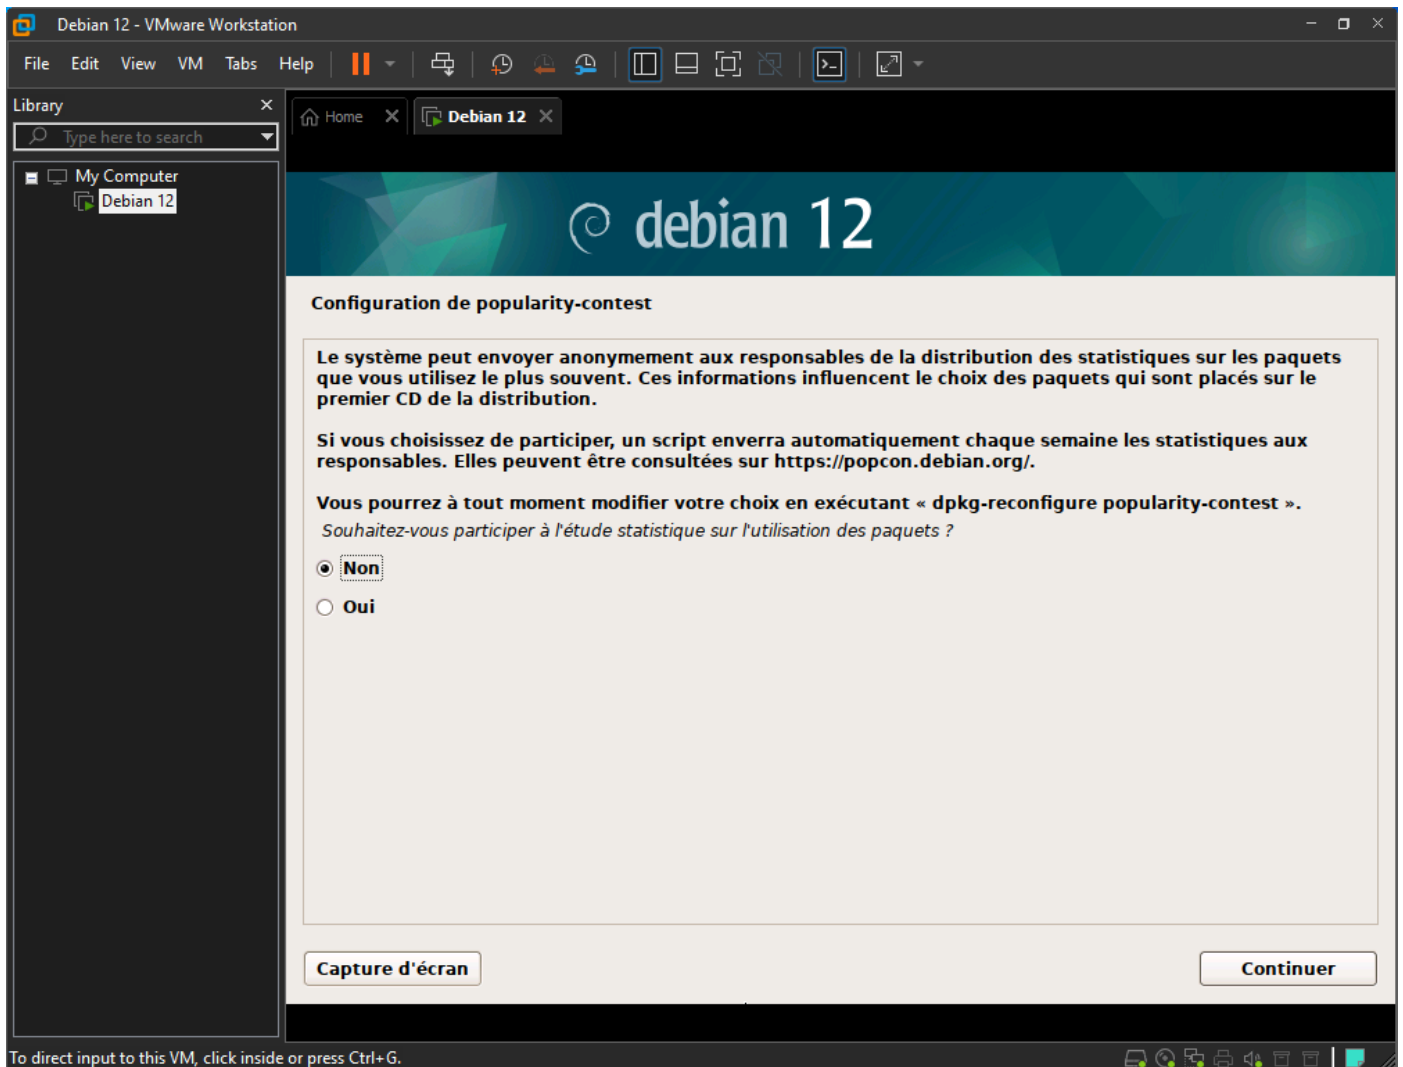 Debian 12 - VMware Workstation
File Edit View VM Tabs Help
Library
Home
Debian 12
Type here to search
My Computer
Debian 12
debian 12
Configuration de popularity-contest
Le système peut envoyer anonymement aux responsables de la distribution des statistiques sur les paquets
que vous utilisez le plus souvent. Ces informations influencent le choix des paquets qui sont placés sur le
premier CD de la distribution.
Si vous choisissez de participer, un script enverra automatiquement chaque semaine les statistiques aux
responsables. Elles peuvent être consultées sur https://popcon.debian.org/.
Vous pourrez à tout moment modifier votre choix en exécutant « dpkg-reconfigure popularity-contest ».
Souhaitez-vous participer à l'étude statistique sur l'utilisation des paquets ?
Non
Oui
Capture d'écran
Continuer
To direct input to this VM, click inside or press Ctrl+G.